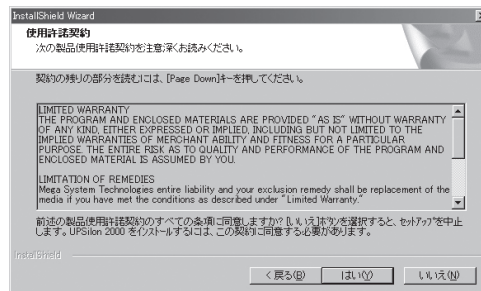 InstallShield Wizard
使用許諾契約
次の製品使用許諾契約を注意深くお読みください。
契約の残りの部分を読むには、[Page Down]キーを押してください。
LIMITED WARRANTY
THE PROGRAM AND ENCLOSED MATERIALS ARE PROVIDED "AS IS" WITHOUT WARRANTY
OF ANY KIND, EITHER EXPRESSED OR IMPLIED, INCLUDING BUT NOT LIMITED TO THE
IMPLIED WARRANTIES OF MERCHANT ABILITY AND FITNESS FOR A PARTICULAR
PURPOSE. THE ENTIRE RISK AS TO QUALITY AND PERFORMANCE OF THE PROGRAM AND
ENCLOSED MATERIAL IS ASSUMED BY YOU.
LIMITATION OF REMEDIES
Mega System Technologies entire liability and your exclusion remedy shall be replacement of the
media if you have met the conditions as described under "Limited Warranty."
前述の製品使用許諾契約のすべての条項に同意しますか? [いいえ]ボタンを選択すると、セットアップを中止
します。UPSilon 2000 をインストールするには、この契約に同意する必要があります。
InstallShield
< 戻る(B) はい(Y) いいえ(N)